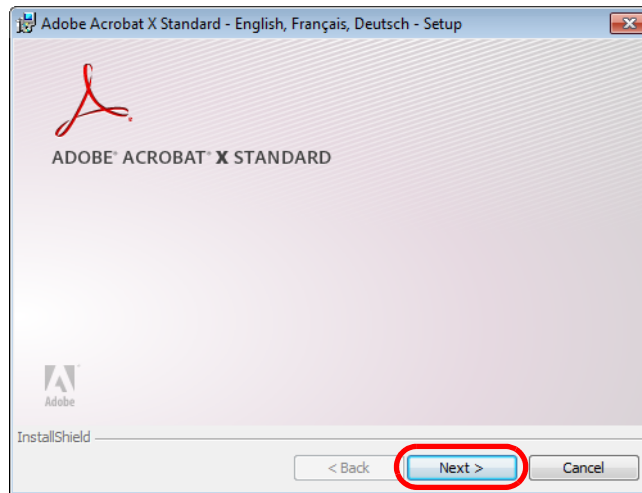 Adobe Acrobat X Standard - English, Français, Deutsch - Setup
ADOBE® ACROBAT® X STANDARD
Adobe
InstallShield
< Back Next > Cancel